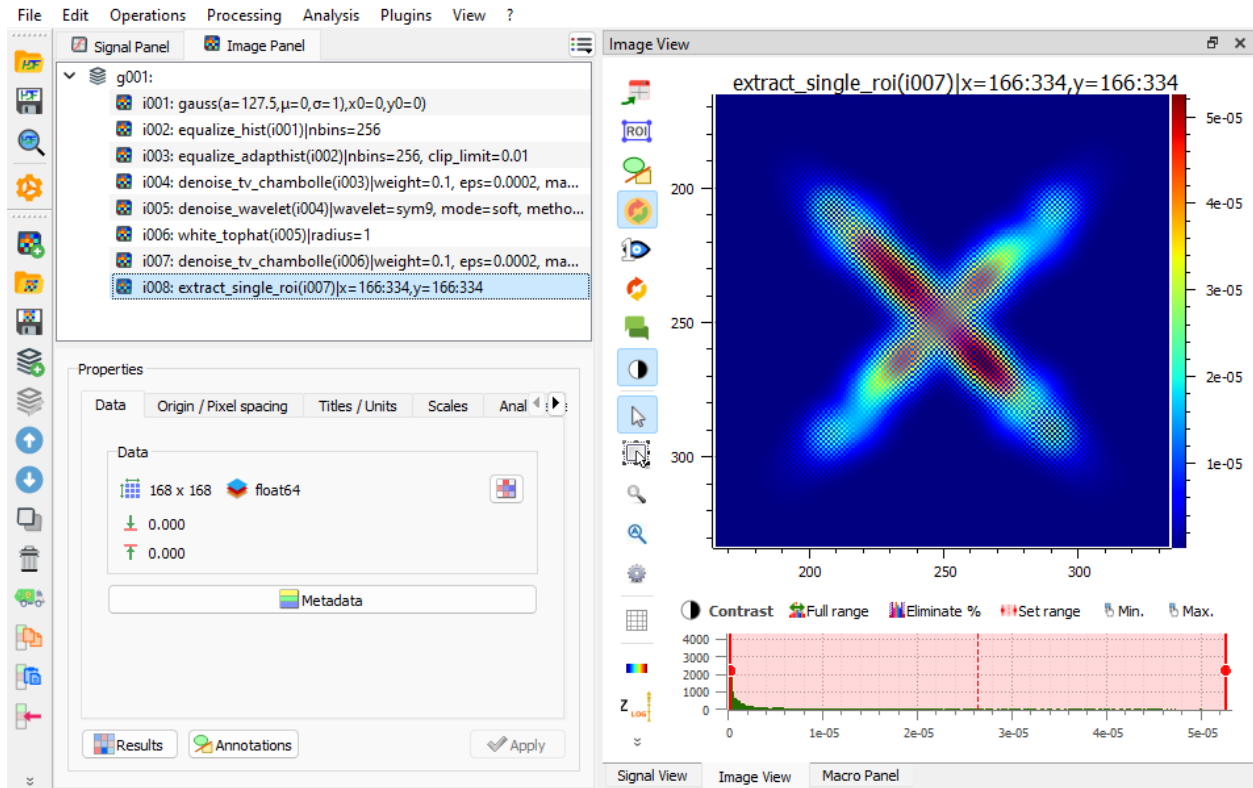 File Edit Operations Processing Analysis Plugins View ?
Signal Panel Image Panel
g001:
i001: gauss(a=127.5,μ=0,σ=1),x0=0,y0=0)
i002: equalize_hist(i001)|nbins=256
i003: equalize_adapthist(i002)|nbins=256, clip_limit=0.01
i004: denoise_tv_chambolle(i003)|weight=0.1, eps=0.0002, ma...
i005: denoise_wavelet(i004)|wavelet=sym9, mode=soft, metho...
i006: white_tophat(i005)|radius=1
i007: denoise_tv_chambolle(i006)|weight=0.1, eps=0.0002, ma...
i008: extract_single_roi(i007)|x=166:334,y=166:334
Properties
Data Origin / Pixel spacing Titles / Units Scales Anal
Data
168 x 168 float64
0.000
0.000
Metadata
Results Annotations Apply
Image View
ROI
1
Z LOG
extract_single_roi(i007)|x=166:334,y=166:334
200
250
300
200 250 300
5e-05
4e-05
3e-05
2e-05
1e-05
Contrast Full range Eliminate % Set range Min. Max.
4000
3000
2000
1000
0
0 1e-05 2e-05 3e-05 4e-05 5e-05
Signal View Image View Macro Panel